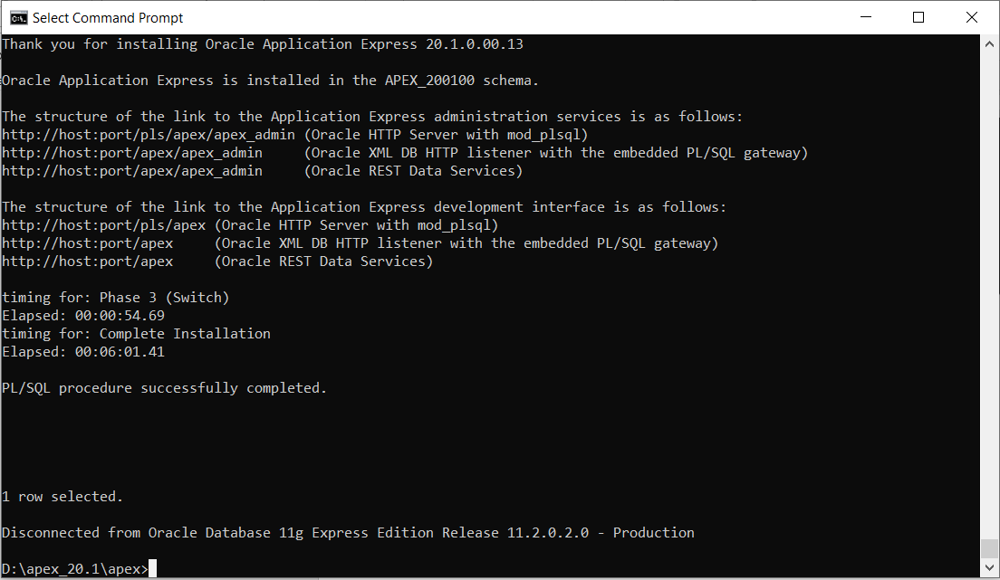 Select Command Prompt
Thank you for installing Oracle Application Express 20.1.0.00.13
Oracle Application Express is installed in the APEX_200100 schema.
The structure of the link to the Application Express administration services is as follows:
http://host:port/pls/apex/apex_admin (Oracle HTTP Server with mod_plsql)
http://host:port/apex/apex_admin     (Oracle XML DB HTTP listener with the embedded PL/SQL gateway)
http://host:port/apex/apex_admin     (Oracle REST Data Services)
The structure of the link to the Application Express development interface is as follows:
http://host:port/pls/apex (Oracle HTTP Server with mod_plsql)
http://host:port/apex     (Oracle XML DB HTTP listener with the embedded PL/SQL gateway)
http://host:port/apex     (Oracle REST Data Services)
timing for: Phase 3 (Switch)
Elapsed: 00:00:54.69
timing for: Complete Installation
Elapsed: 00:06:01.41
PL/SQL procedure successfully completed.
1 row selected.
Disconnected from Oracle Database 11g Express Edition Release 11.2.0.2.0 - Production
D:\apex_20.1\apex>